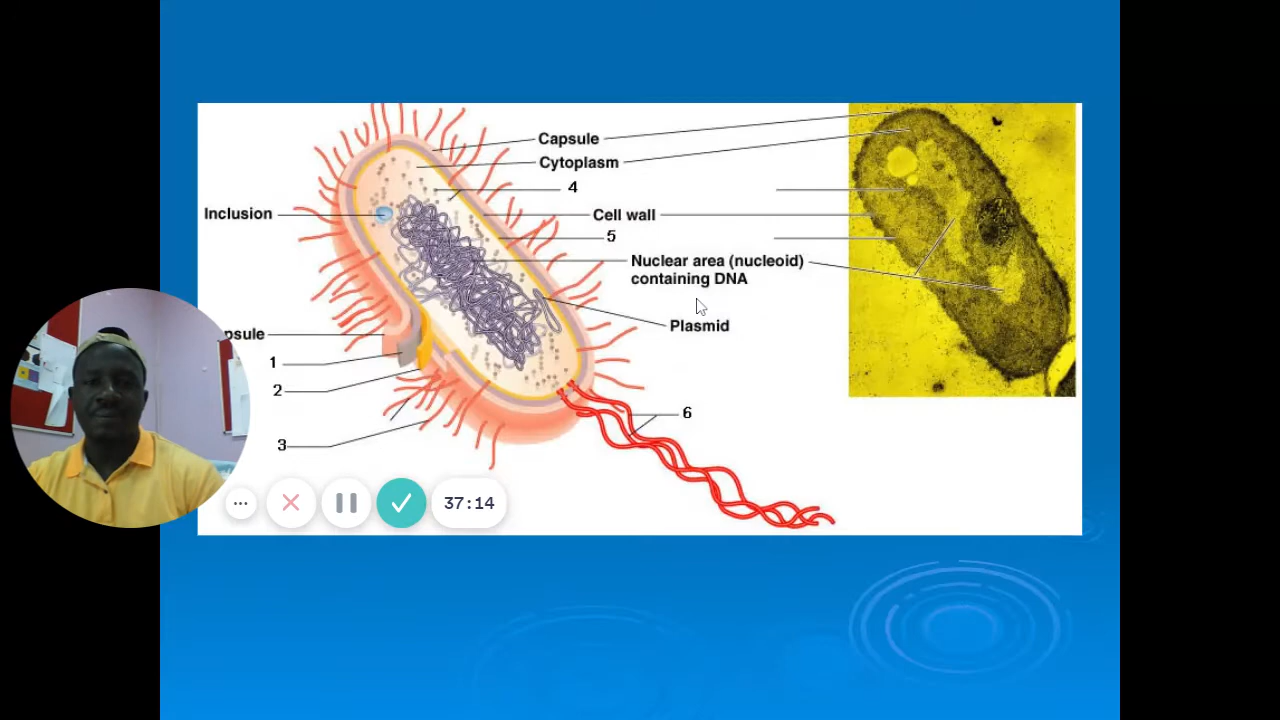 Capsule
Cytoplasm
4
Inclusion
Cell wall
5
Nuclear area (nucleoid)
containing DNA
Plasmid
psule
1
2
6
3
37:14